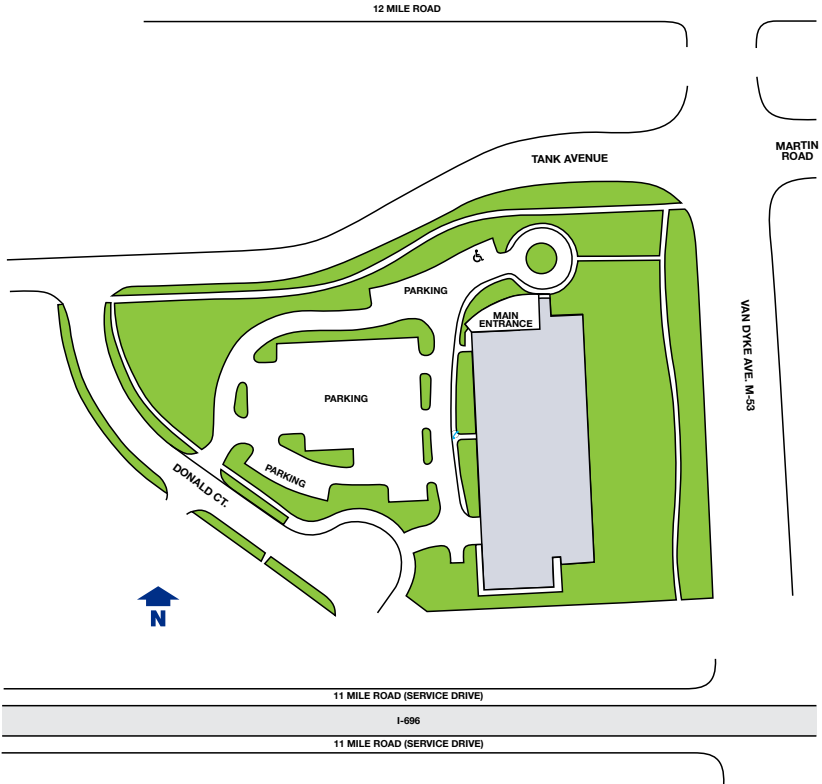 12 MILE ROAD
TANK AVENUE
MARTIN
ROAD
PARKING
MAIN
ENTRANCE
VAN DYKE AVE. M-53
PARKING
PARKING
DONALD CT.
N
11 MILE ROAD (SERVICE DRIVE)
I-696
11 MILE ROAD (SERVICE DRIVE)